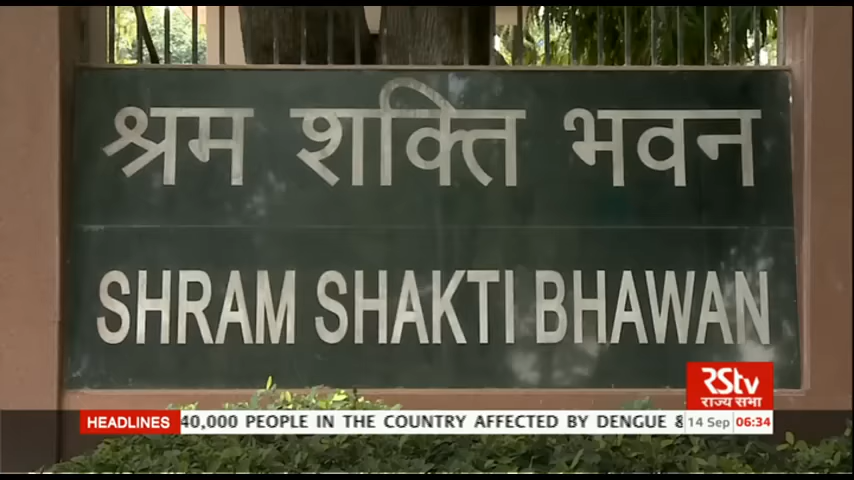 श्रम शक्ति भवन
SHRAM SHAKTI BHAWAN
RSTV
राज्य सभा
HEADLINES 40,000 PEOPLE IN THE COUNTRY AFFECTED BY DENGUE & 14 Sep 06:34